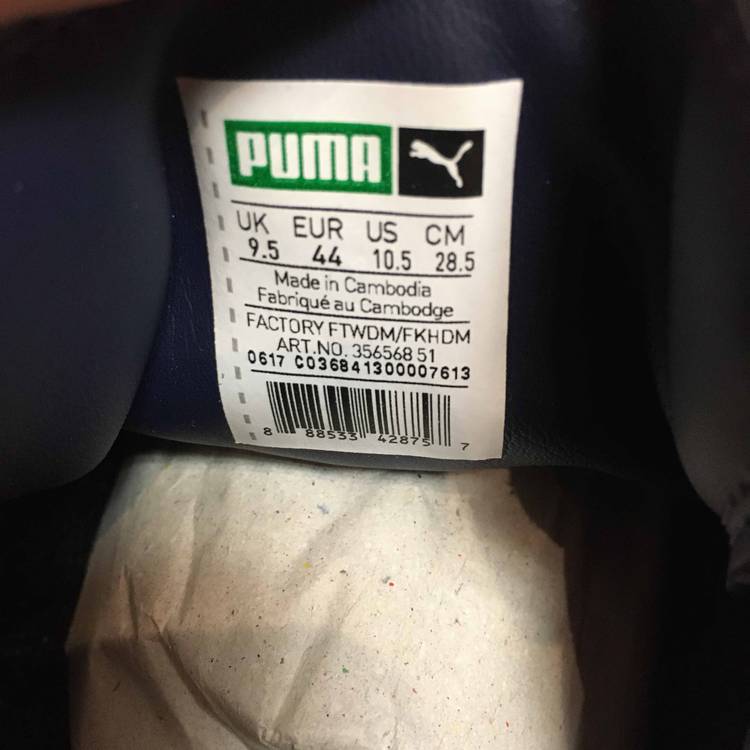 PUMA
UK EUR US CM
9.5 44 10.5 28.5
Made in Cambodia
Fabriqué au Cambodge
FACTORY FTWDM/FKHDM
ART.NO. 356568 51
0617 C036841300007613
8 88533 42875 7